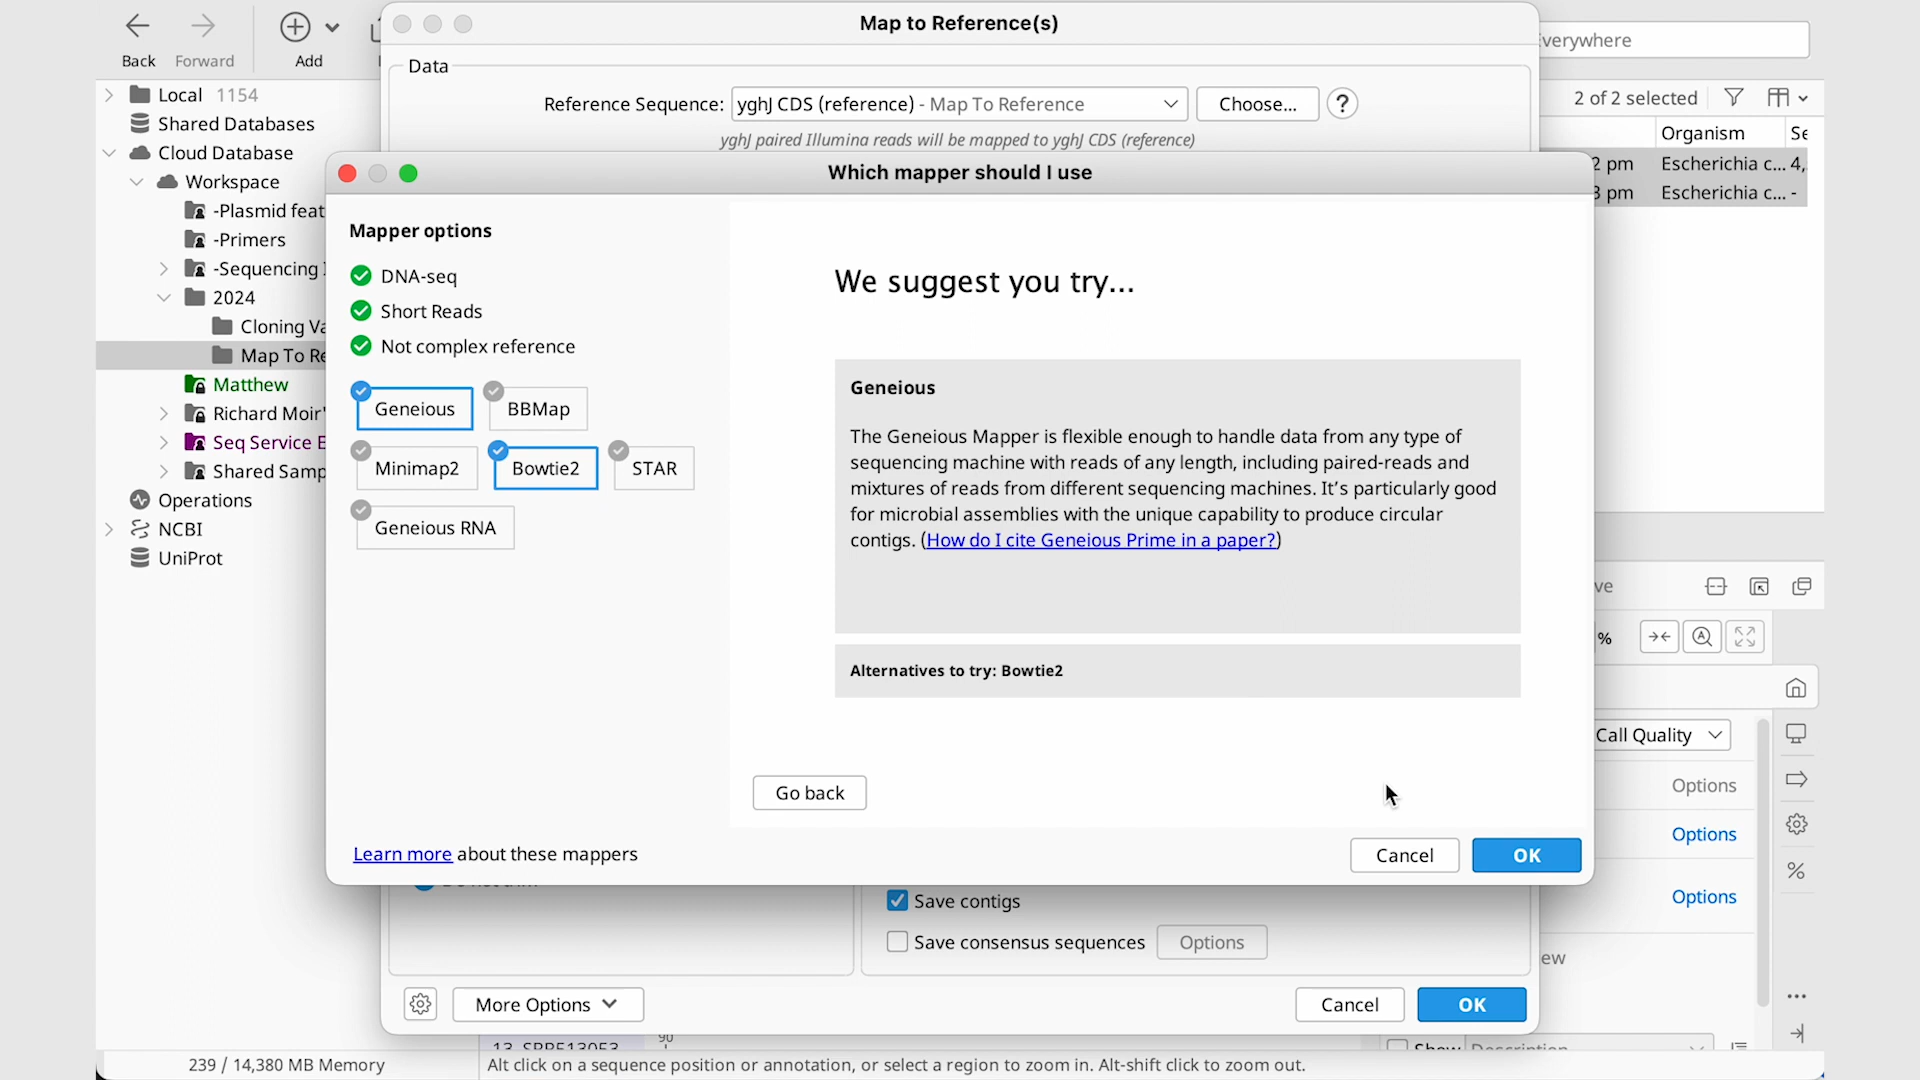 Back
Forward
Add
Map to Reference(s)
Data
Reference Sequence: yghJ CDS (reference) - Map To Reference
Choose...
?
yghJ paired Illumina reads will be mapped to yghJ CDS (reference)
2 of 2 selected
Organism
2 pm Escherichia c... 4,
3 pm Escherichia c... -
Local 1154
Shared Databases
Cloud Database
Workspace
-Plasmid feat
-Primers
-Sequencing
2024
Cloning Va
Map To Re
Matthew
Richard Moir'
Seq Service E
Shared Samp
Operations
NCBI
UniProt
Which mapper should I use
Mapper options
DNA-seq
Short Reads
Not complex reference
Geneious
BBMap
Minimap2
Bowtie2
STAR
Geneious RNA
We suggest you try...
Geneious
The Geneious Mapper is flexible enough to handle data from any type of
sequencing machine with reads of any length, including paired-reads and
mixtures of reads from different sequencing machines. It's particularly good
for microbial assemblies with the unique capability to produce circular
contigs. (How do I cite Geneious Prime in a paper?)
Alternatives to try: Bowtie2
Go back
Learn more about these mappers
Cancel
OK
%
Call Quality
Options
Options
Options
%
Save contigs
Save consensus sequences
Options
More Options
Cancel
OK
90
239 / 14,380 MB Memory
Alt click on a sequence position or annotation, or select a region to zoom in. Alt-shift click to zoom out.